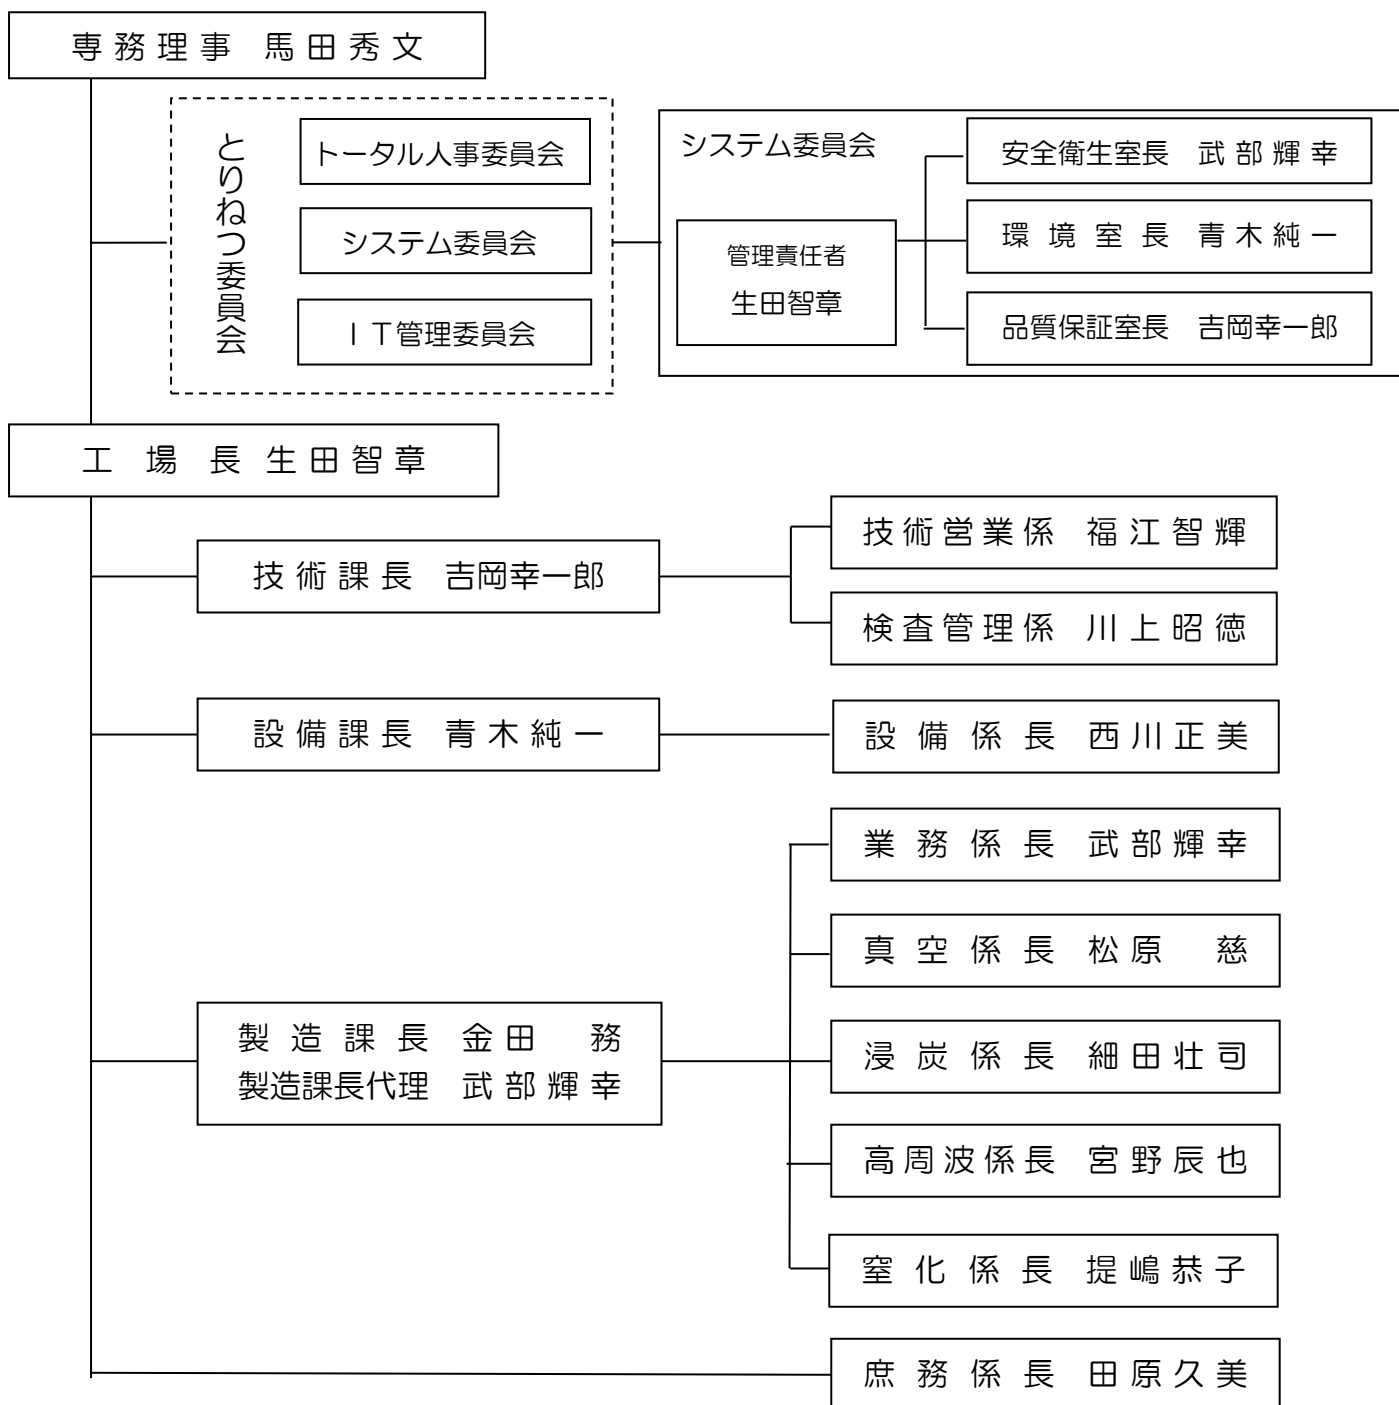 専務理事 馬田秀文
とりねつ委員会
トータル人事委員会
システム委員会
IT管理委員会
システム委員会
管理責任者
生田智章
安全衛生室長 武部輝幸
環境室長 青木純一
品質保証室長 吉岡幸一郎
工場長 生田智章
技術課長 吉岡幸一郎
技術営業係 福江智輝
検査管理係 川上昭徳
設備課長 青木純一
設備係長 西川正美
製造課長 金田 務
製造課長代理 武部輝幸
業務係長 武部輝幸
真空係長 松原 慈
浸炭係長 細田壮司
高周波係長 宮野辰也
窒化係長 提嶋恭子
庶務係長 田原久美